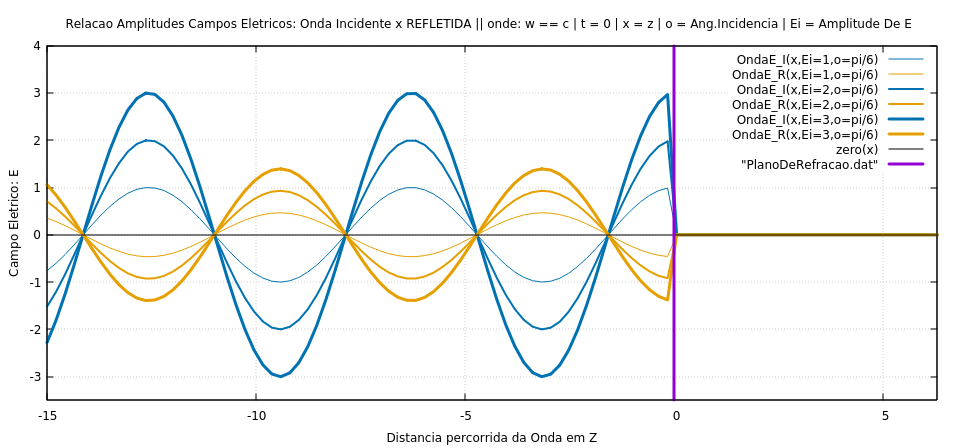 Relacao Amplitudes Campos Eletricos: Onda Incidente x REFLETIDA || onde: w == c | t = 0 | x = z | o = Ang.Incidencia | Ei = Amplitude De E
4
3
2
1
0
-1
-2
-3
Campo Eletrico: E
OndaE_I(x,Ei=1,o=pi/6)
OndaE_R(x,Ei=1,o=pi/6)
OndaE_I(x,Ei=2,o=pi/6)
OndaE_R(x,Ei=2,o=pi/6)
OndaE_I(x,Ei=3,o=pi/6)
OndaE_R(x,Ei=3,o=pi/6)
zero(x)
"PlanoDeRefracao.dat"
-15 -10 -5 0 5
Distancia percorrida da Onda em Z